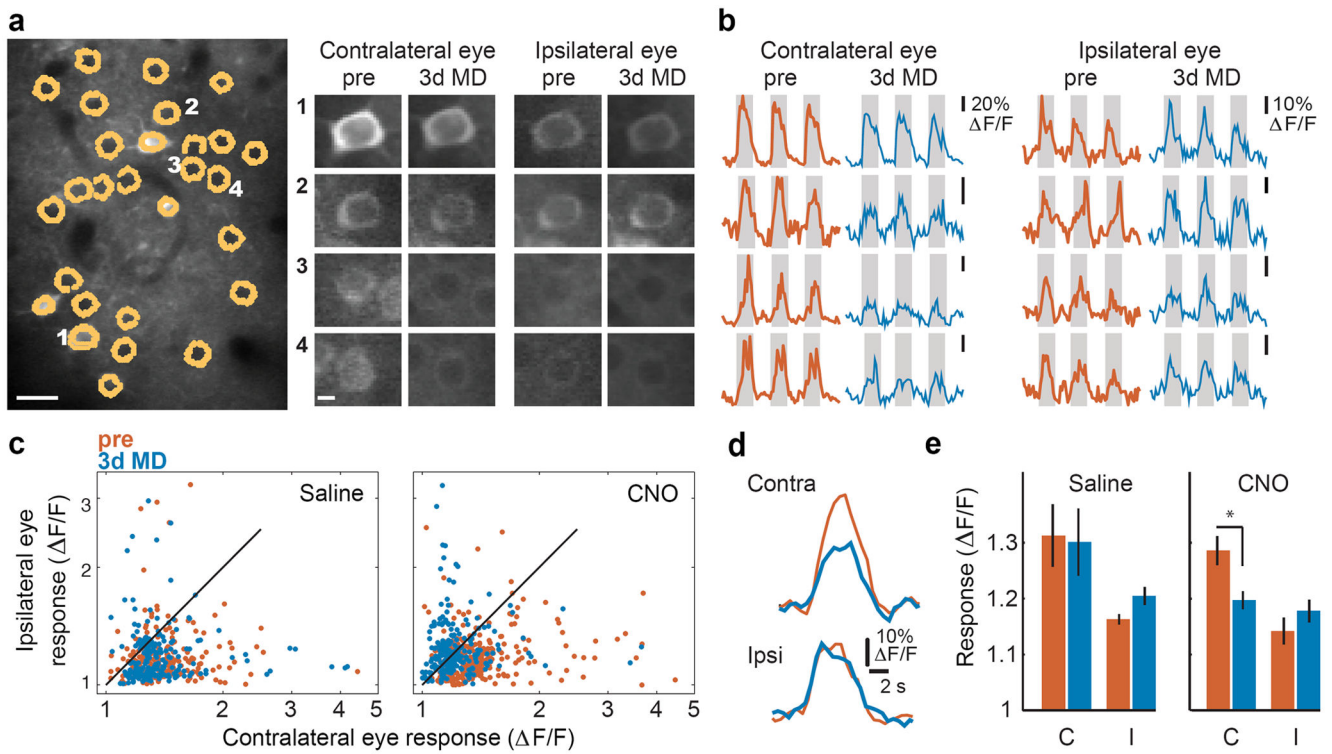 a
Contralateral eye Ipsilateral eye
pre 3d MD pre 3d MD
1
2
3
4
2
3
4
1
b
Contralateral eye Ipsilateral eye
pre 3d MD pre 3d MD
20%
ΔF/F
10%
ΔF/F
c
pre
3d MD
Saline
CNO
Ipsilateral eye
response (ΔF/F)
3
2
1
1 2 3 4 5
1 2 3 4 5
Contralateral eye response (ΔF/F)
d
Contra
Ipsi
10%
ΔF/F
2 s
e
Saline CNO
*
Response (ΔF/F)
1.3
1.2
1.1
1
C I C I